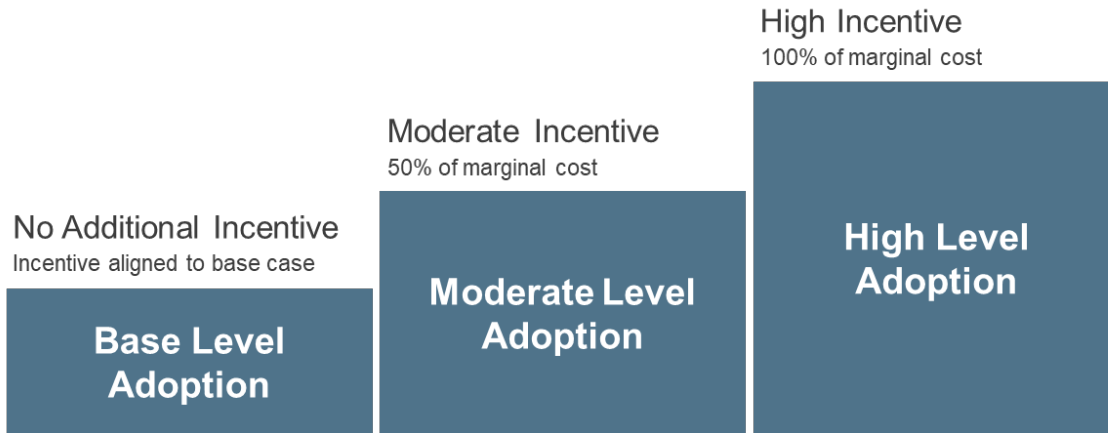 High Incentive
100% of marginal cost
Moderate Incentive
50% of marginal cost
No Additional Incentive
Incentive aligned to base case
High Level
Adoption
Moderate Level
Adoption
Base Level
Adoption